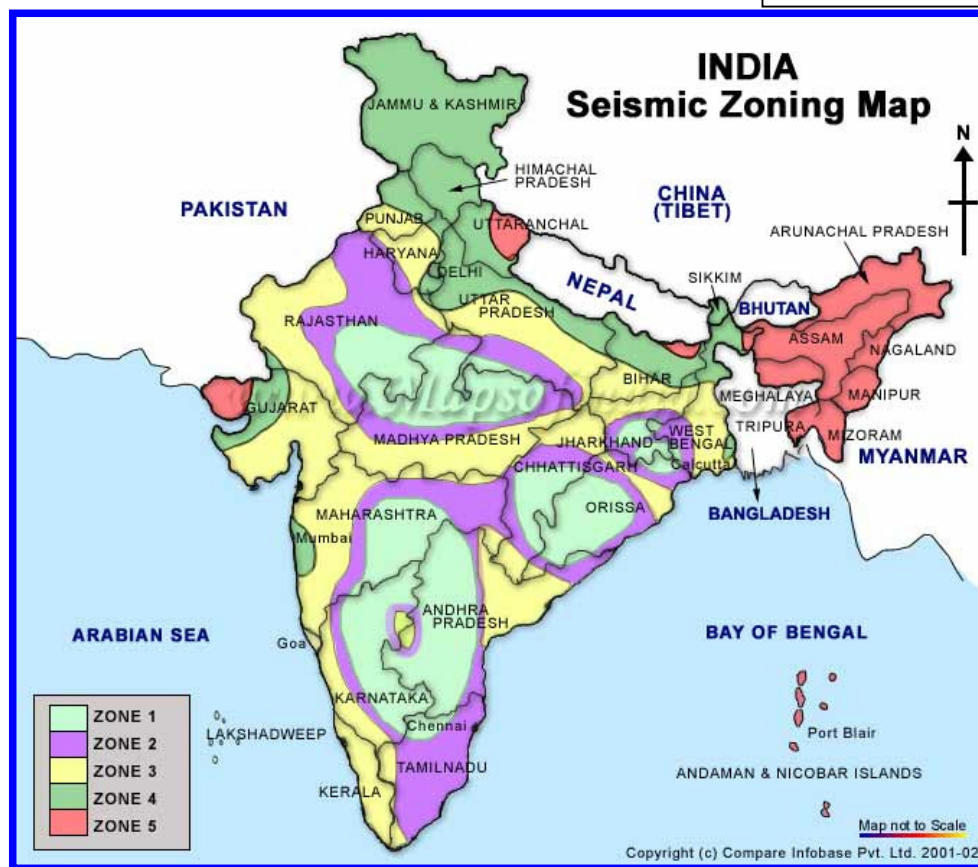 INDIA
Seismic Zoning Map
N
JAMMU & KASHMIR
HIMACHAL
PRADESH
CHINA
(TIBET)
PAKISTAN
PUNJAB
UTTARANCHAL
ARUNACHAL PRADESH
HARYANA
DELHI
NEPAL
SIKKIM
BHUTAN
UTTAR
PRADESH
RAJASTHAN
ASSAM
NAGALAND
BIHAR
MEGHALAYA
MANIPUR
GUJARAT
TRIPURA
MIZORAM
MADHYA PRADESH
JHARKHAND
WEST
BENGAL
MYANMAR
CHHATTISGARH
Calcutta
ORISSA
BANGLADESH
MAHARASHTRA
Mumbai
ANDHRA
PRADESH
ARABIAN SEA
Goa
BAY OF BENGAL
KARNATAKA
Chennai
LAKSHADWEEP
Port Blair
TAMILNADU
ANDAMAN & NICOBAR ISLANDS
KERALA
ZONE 1
ZONE 2
ZONE 3
ZONE 4
ZONE 5
Map not to Scale
Copyright (c) Compare Infobase Pvt. Ltd. 2001-02